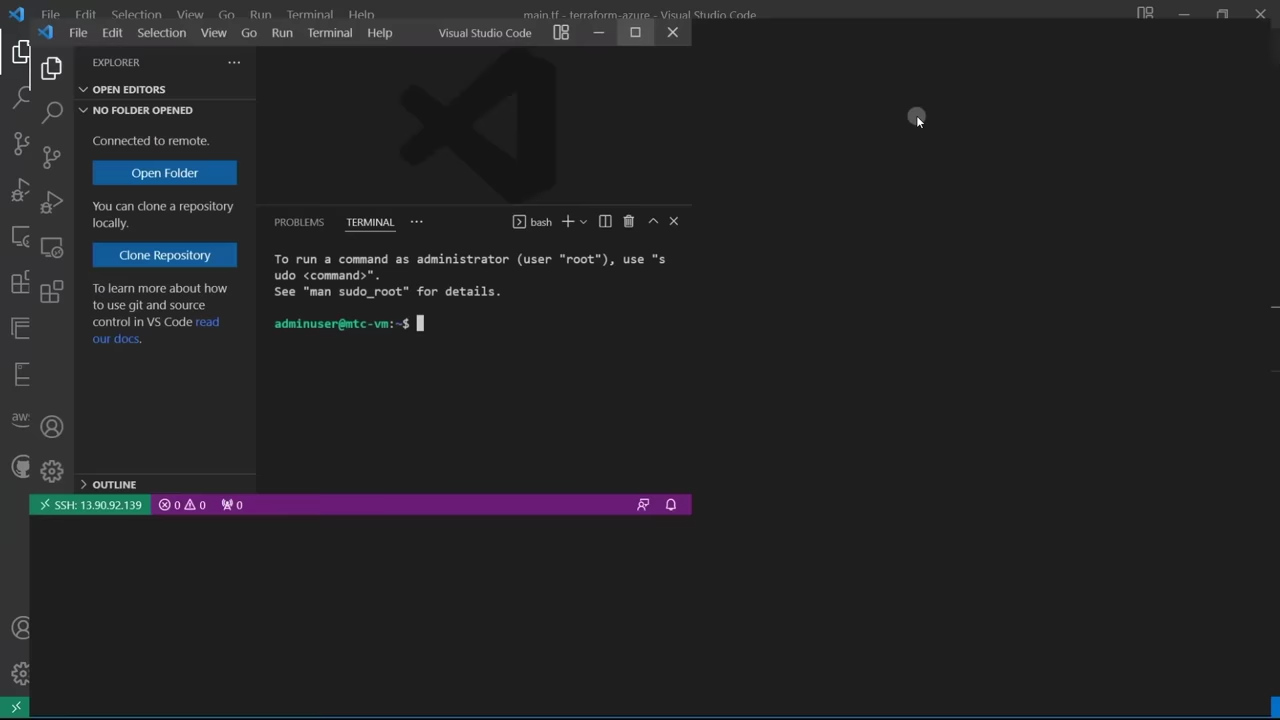 File Edit Selection View Go Run Terminal Help main.tf - terraform-azure - Visual Studio Code
File Edit Selection View Go Run Terminal Help Visual Studio Code
EXPLORER
OPEN EDITORS
NO FOLDER OPENED
Connected to remote.
Open Folder
You can clone a repository
locally.
Clone Repository
To learn more about how
to use git and source
control in VS Code read
our docs.
OUTLINE
PROBLEMS TERMINAL bash
To run a command as administrator (user "root"), use "s
udo <command>".
See "man sudo_root" for details.
adminuser@mtc-vm:~$
aws
SSH: 13.90.92.139 0 0 0